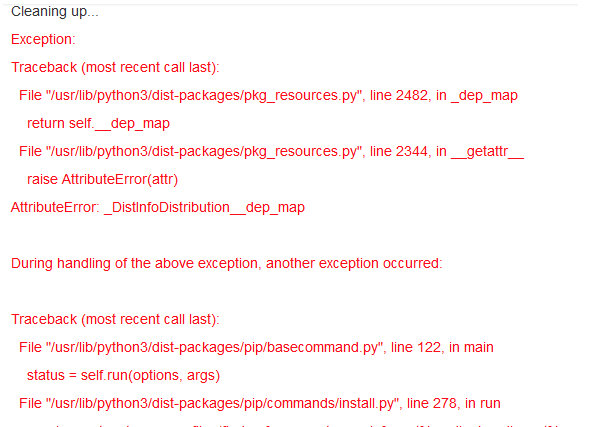 Cleaning up...
Exception:
Traceback (most recent call last):
File "/usr/lib/python3/dist-packages/pkg_resources.py", line 2482, in _dep_map
return self.__dep_map
File "/usr/lib/python3/dist-packages/pkg_resources.py", line 2344, in __getattr__
raise AttributeError(attr)
AttributeError: _DistInfoDistribution__dep_map
During handling of the above exception, another exception occurred:
Traceback (most recent call last):
File "/usr/lib/python3/dist-packages/pip/basecommand.py", line 122, in main
status = self.run(options, args)
File "/usr/lib/python3/dist-packages/pip/commands/install.py", line 278, in run